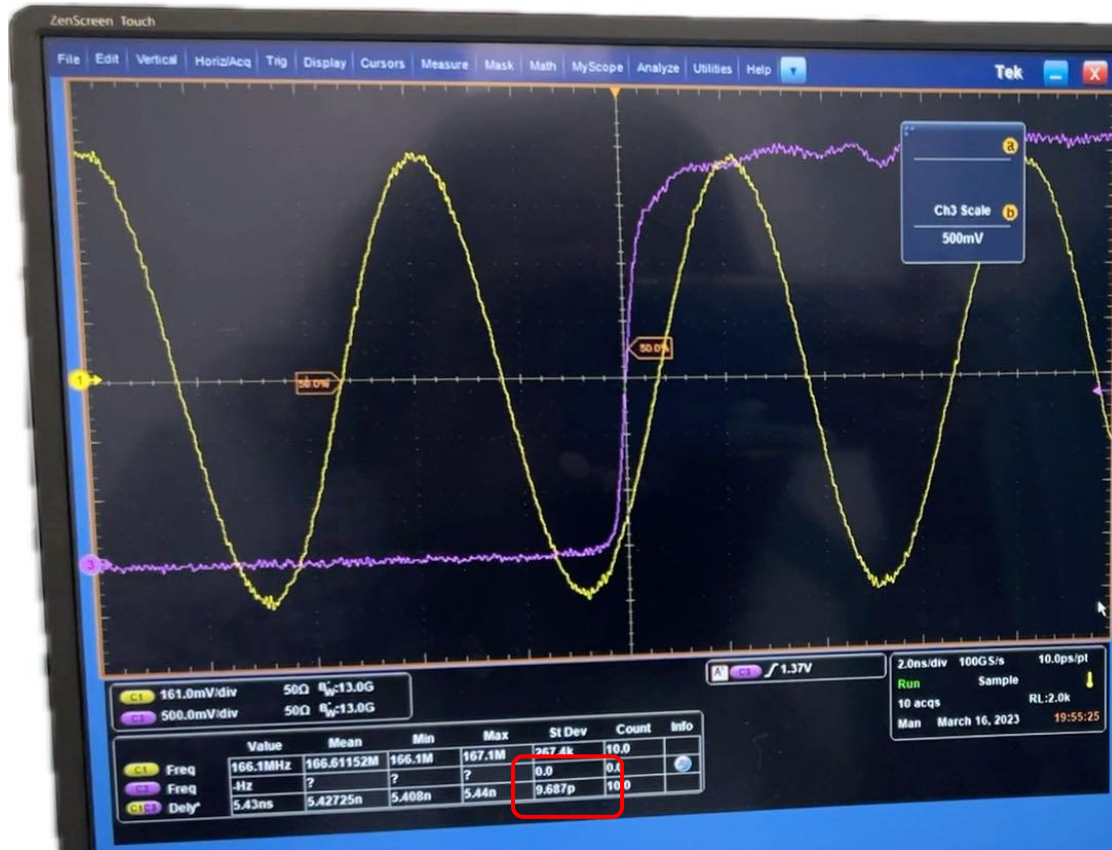 ZenScreen Touch
File Edit Vertical Horiz/Acq Trig Display Cursors Measure Mask Math MyScope Analyze Utilities Help Tek X
a
Ch3 Scale b
500mV
50.0%
1
50.0%
3
C1 161.0mV/div 50Ω BW:13.0G
C3 500.0mV/div 50Ω BW:13.0G
A' C3 1.37V
2.0ns/div 100GS/s 10.0ps/pt
Run Sample
10 acqs RL:2.0k
Man March 16, 2023 19:55:25
Value Mean Min Max St Dev Count Info
C1 Freq 166.1MHz 166.61152M 166.1M 167.1M 267.4k 10.0
C3 Freq -Hz ? ? ? 0.0 0.0
C1 C3 Dely* 5.43ns 5.42725n 5.408n 5.44n 9.687p 10.0